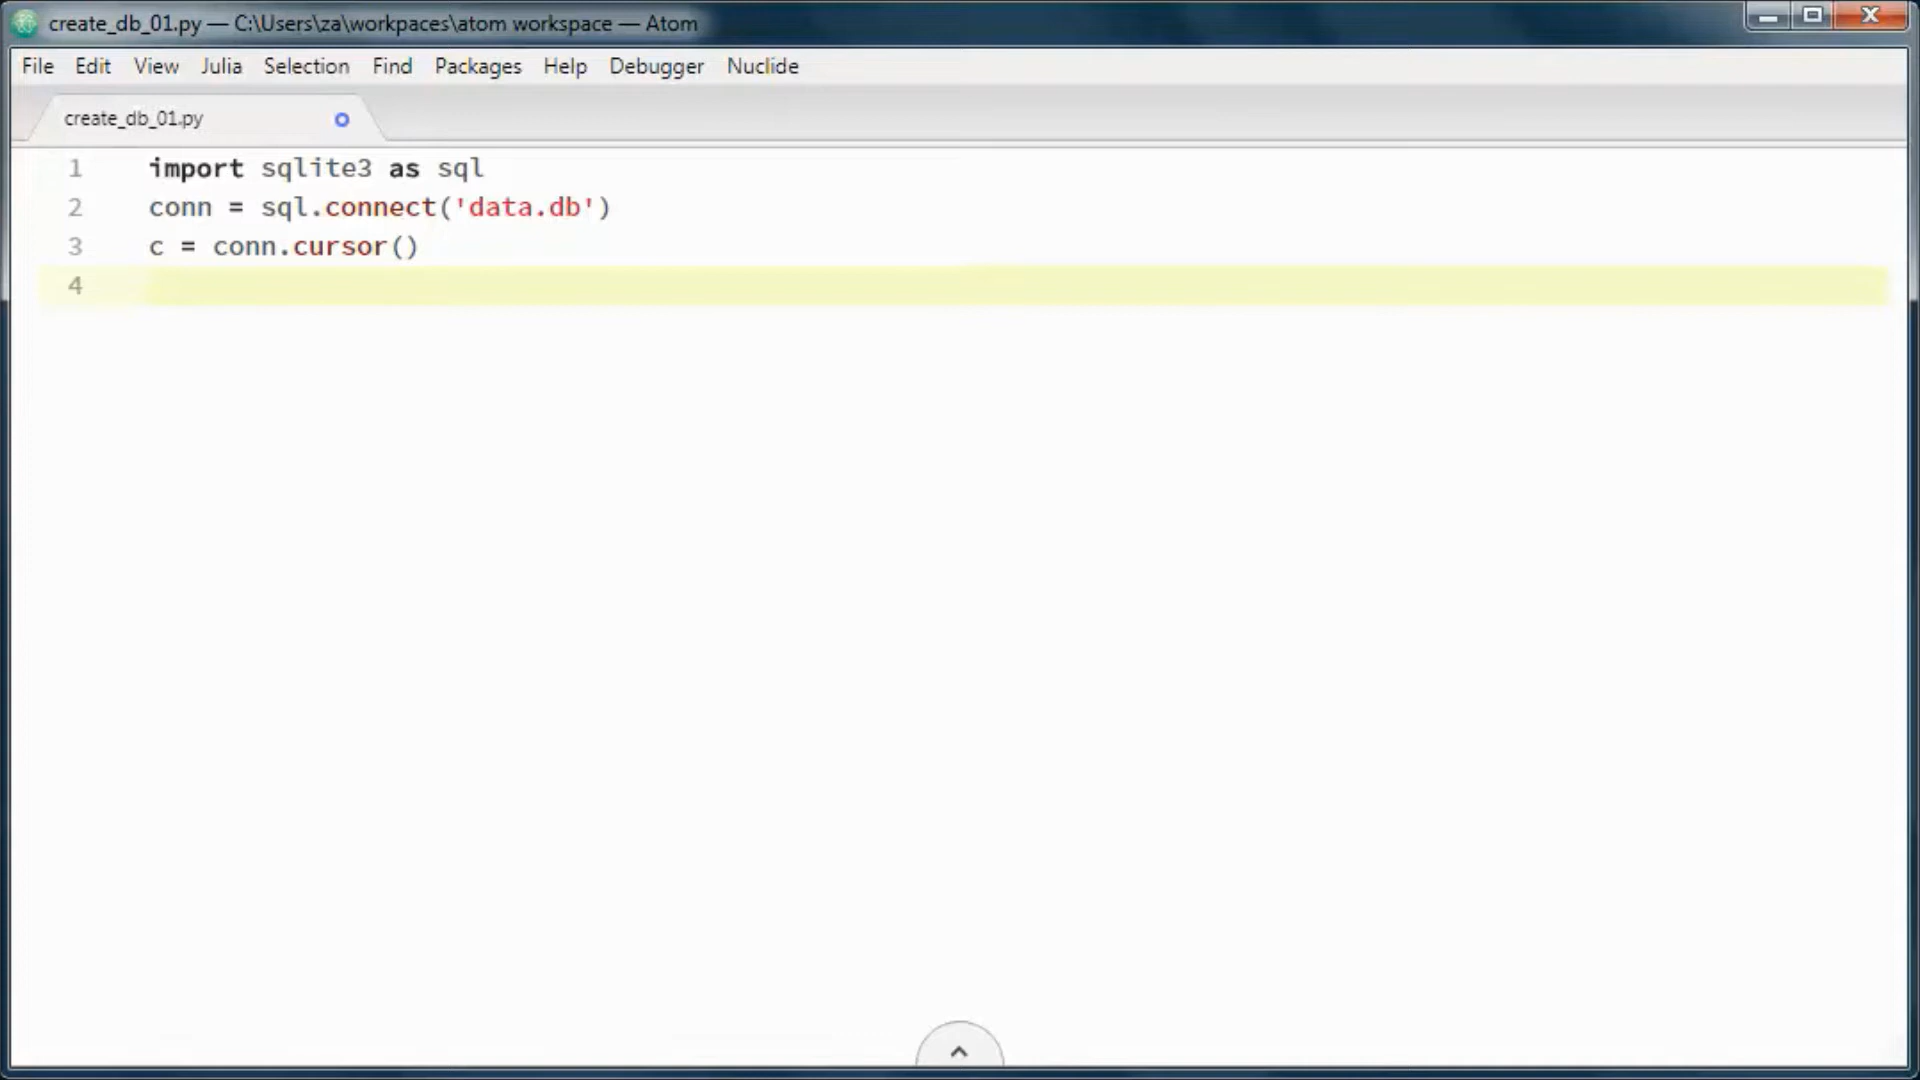 create_db_01.py — C:\Users\za\workpaces\atom workspace — Atom
File Edit View Julia Selection Find Packages Help Debugger Nuclide
create_db_01.py
1 import sqlite3 as sql
2 conn = sql.connect('data.db')
3 c = conn.cursor()
4